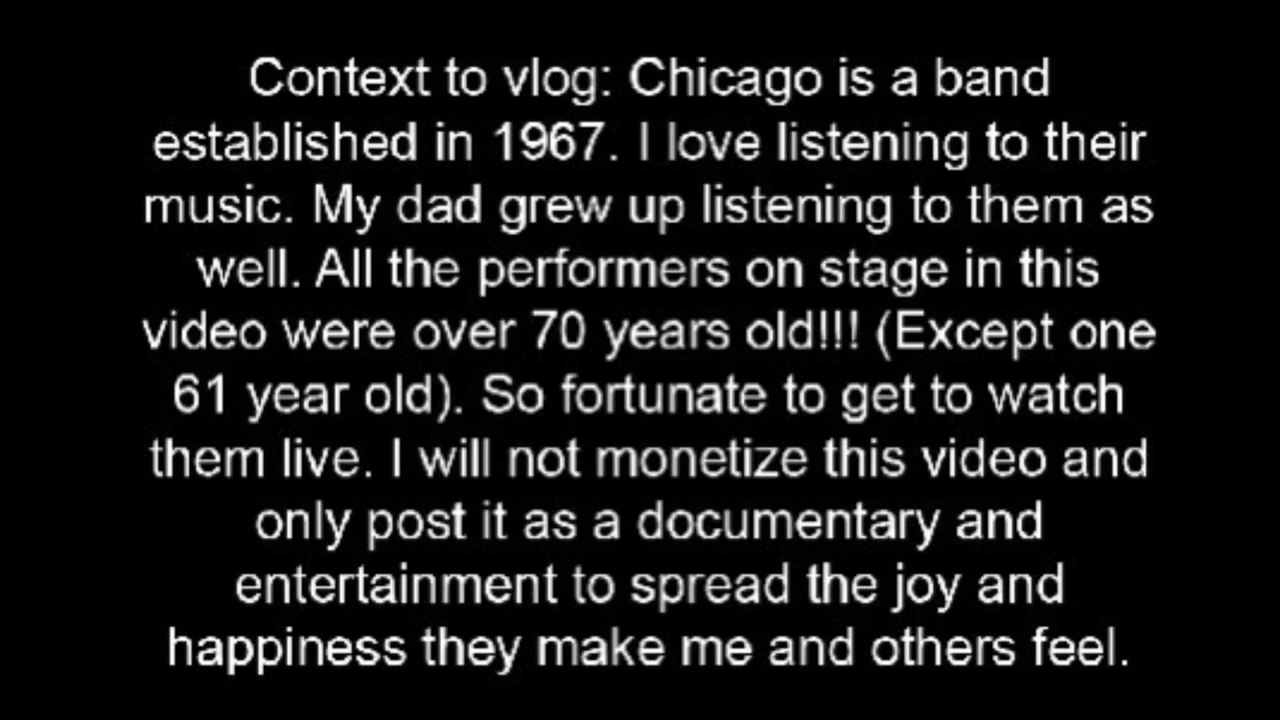 Context to vlog: Chicago is a band
established in 1967. I love listening to their
music. My dad grew up listening to them as
well. All the performers on stage in this
video were over 70 years old!!! (Except one
61 year old). So fortunate to get to watch
them live. I will not monetize this video and
only post it as a documentary and
entertainment to spread the joy and
happiness they make me and others feel.